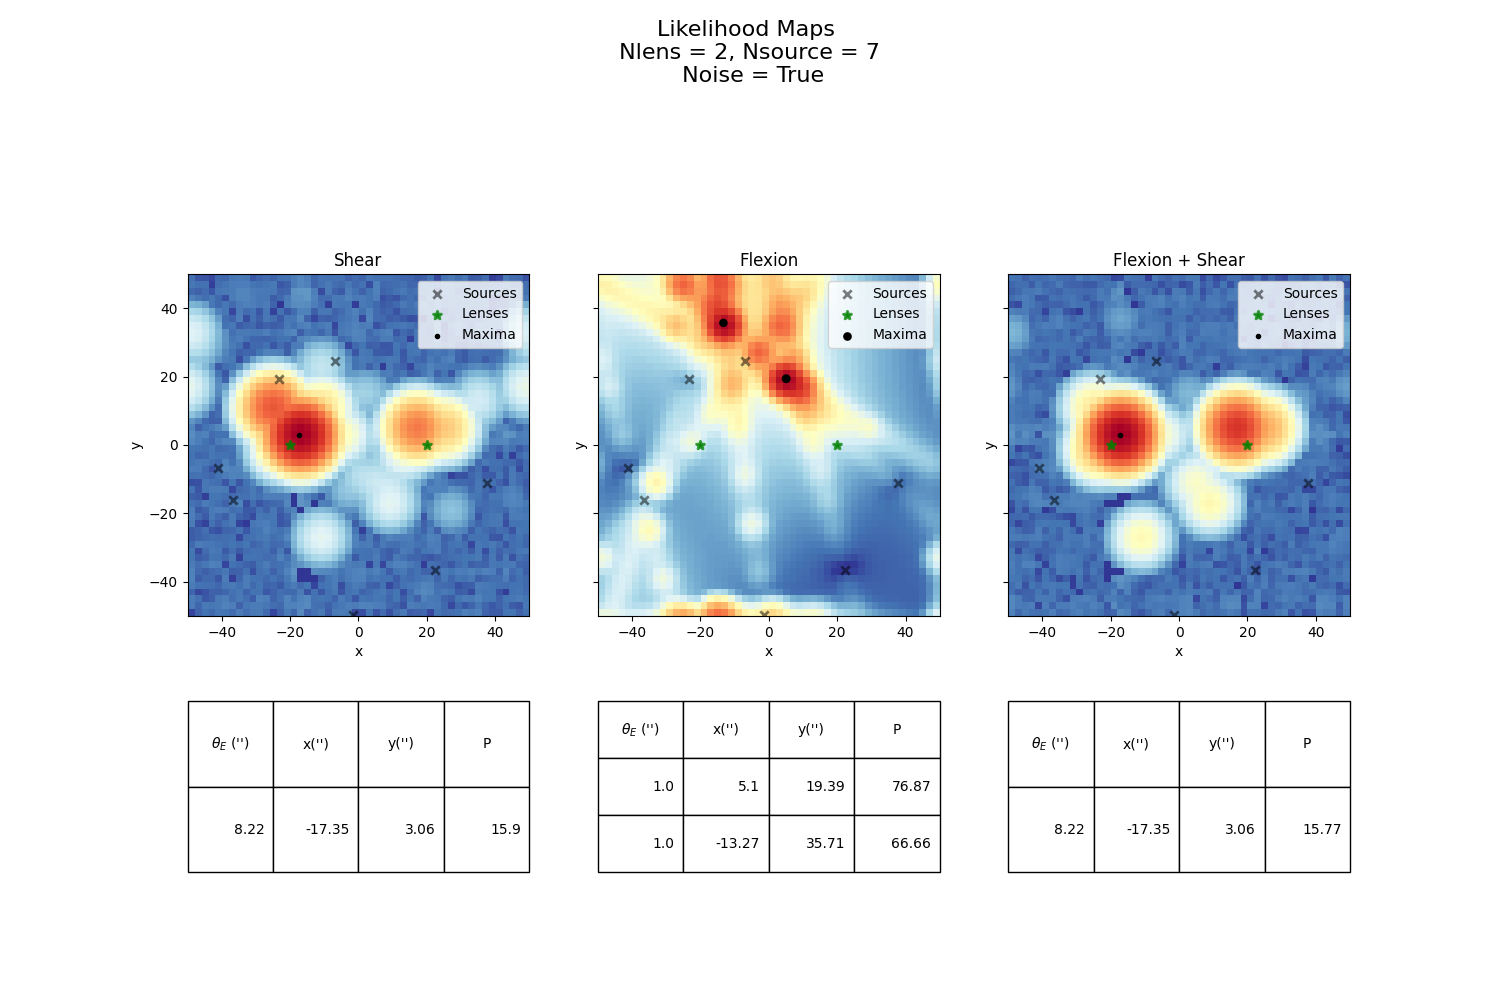 Likelihood Maps
Nlens = 2, Nsource = 7
Noise = True
Shear
Flexion
Flexion + Shear
Sources
Lenses
Maxima
Sources
Lenses
Maxima
Sources
Lenses
Maxima
40
20
0
−20
−40
y
y
y
−40 −20 0 20 40
−40 −20 0 20 40
−40 −20 0 20 40
x
x
x
θE ('') x('') y('') P
8.22 -17.35 3.06 15.9
θE ('') x('') y('') P
1.0 5.1 19.39 76.87
1.0 -13.27 35.71 66.66
θE ('') x('') y('') P
8.22 -17.35 3.06 15.77